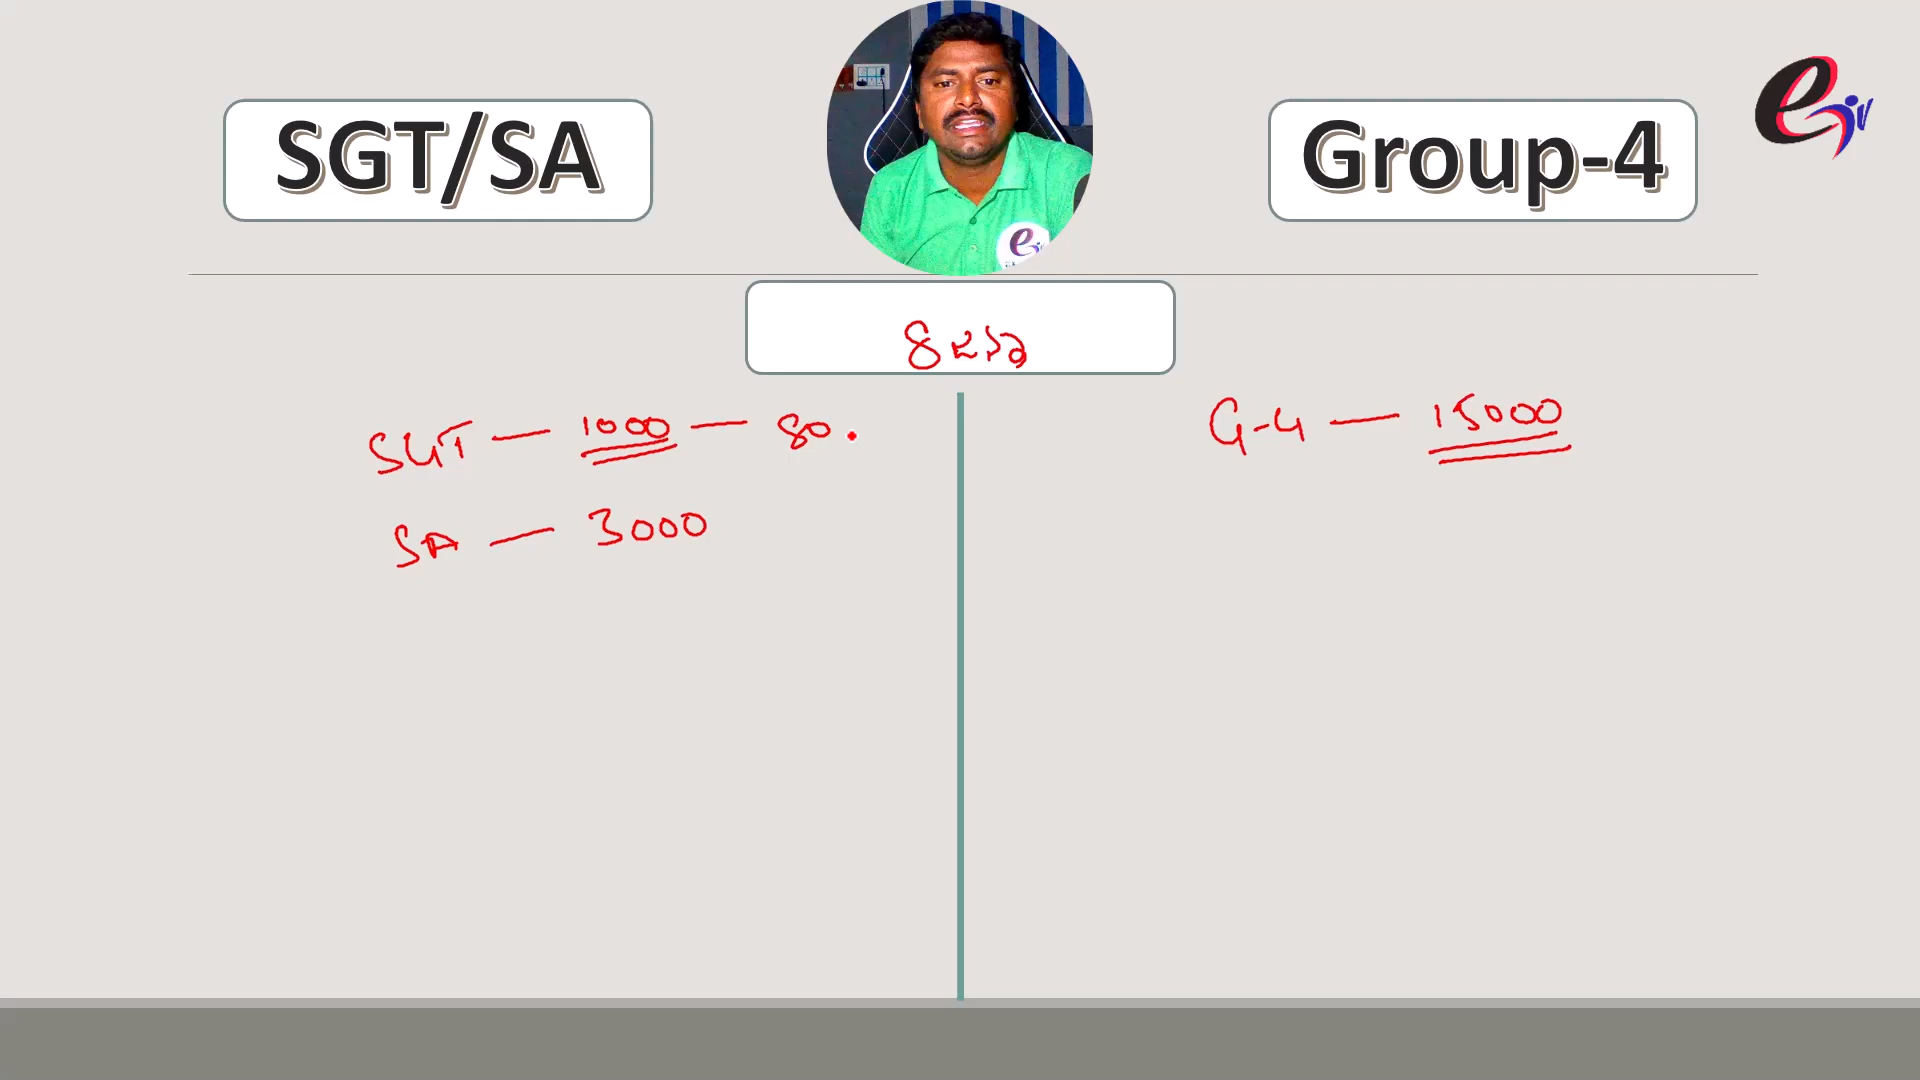 SGT/SA
Group-4
SGT — 1000 — 80.
SA — 3000
G-4 — 15000